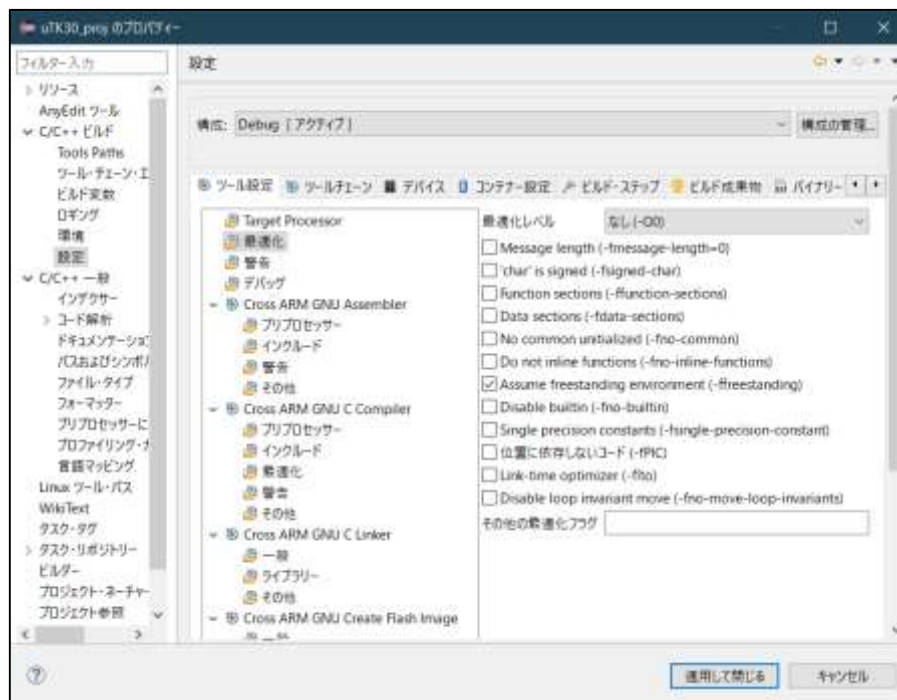 uTK30_proj のプロパティー
フィルター入力
リソース
AnyEdit ツール
C/C++ ビルド
Tools Paths
ツール・チェーン・エ
ビルド変数
ロギング
環境
設定
C/C++ 一般
インデクサー
コード解析
ドキュメンテーショ
パスおよびシンボル
ファイル・タイプ
フォーマッター
プリプロセッサーに
プロファイリング・カ
言語マッピング
Linux ツール・パス
WikiText
タスク・タグ
タスク・リポジトリー
ビルダー
プロジェクト・ネーチャー
プロジェクト参照
設定
構成: Debug [ アクティブ ]
構成の管理...
ツール設定 ツールチェーン デバイス コンテナー設定 ビルド・ステップ ビルド成果物 バイナリー
Target Processor
最適化
警告
デバッグ
Cross ARM GNU Assembler
プリプロセッサー
インクルード
警告
その他
Cross ARM GNU C Compiler
プリプロセッサー
インクルード
最適化
警告
その他
Cross ARM GNU C Linker
一般
ライブラリー
その他
Cross ARM GNU Create Flash Image
一般
最適化レベル なし (-O0)
Message length (-fmessage-length=0)
'char' is signed (-fsigned-char)
Function sections (-ffunction-sections)
Data sections (-fdata-sections)
No common unitialized (-fno-common)
Do not inline functions (-fno-inline-functions)
Assume freestanding environment (-ffreestanding)
Disable builtin (-fno-builtin)
Single precision constants (-fsingle-precision-constant)
位置に依存しないコード (-fPIC)
Link-time optimizer (-flto)
Disable loop invariant move (-fno-move-loop-invariants)
その他の最適化フラグ
適用して閉じる
キャンセル